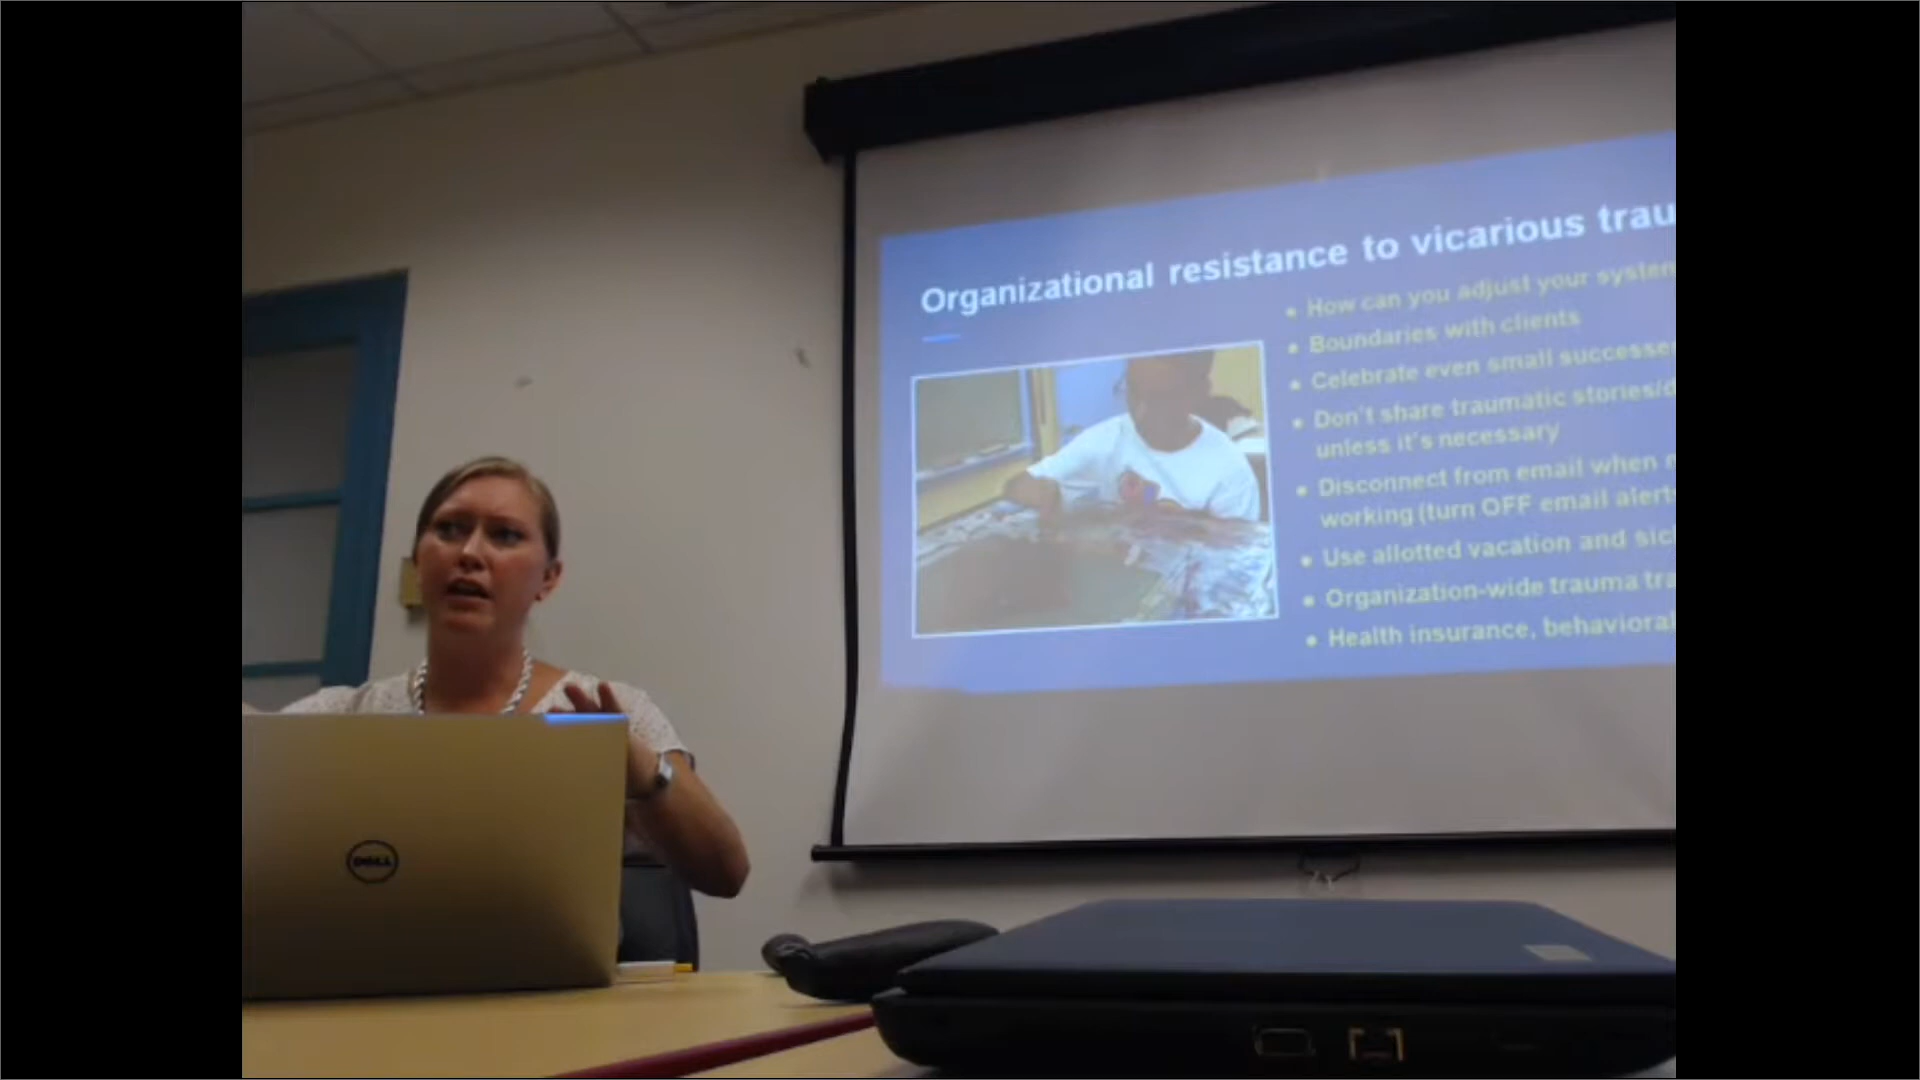 Organizational resistance to vicarious trau
How can you adjust your system
Boundaries with clients
Celebrate even small successes
Don't share traumatic stories/d
unless it's necessary
Disconnect from email when n
working (turn OFF email alert
Use allotted vacation and sic
Organization-wide trauma tra
Health insurance, behavioral
DELL